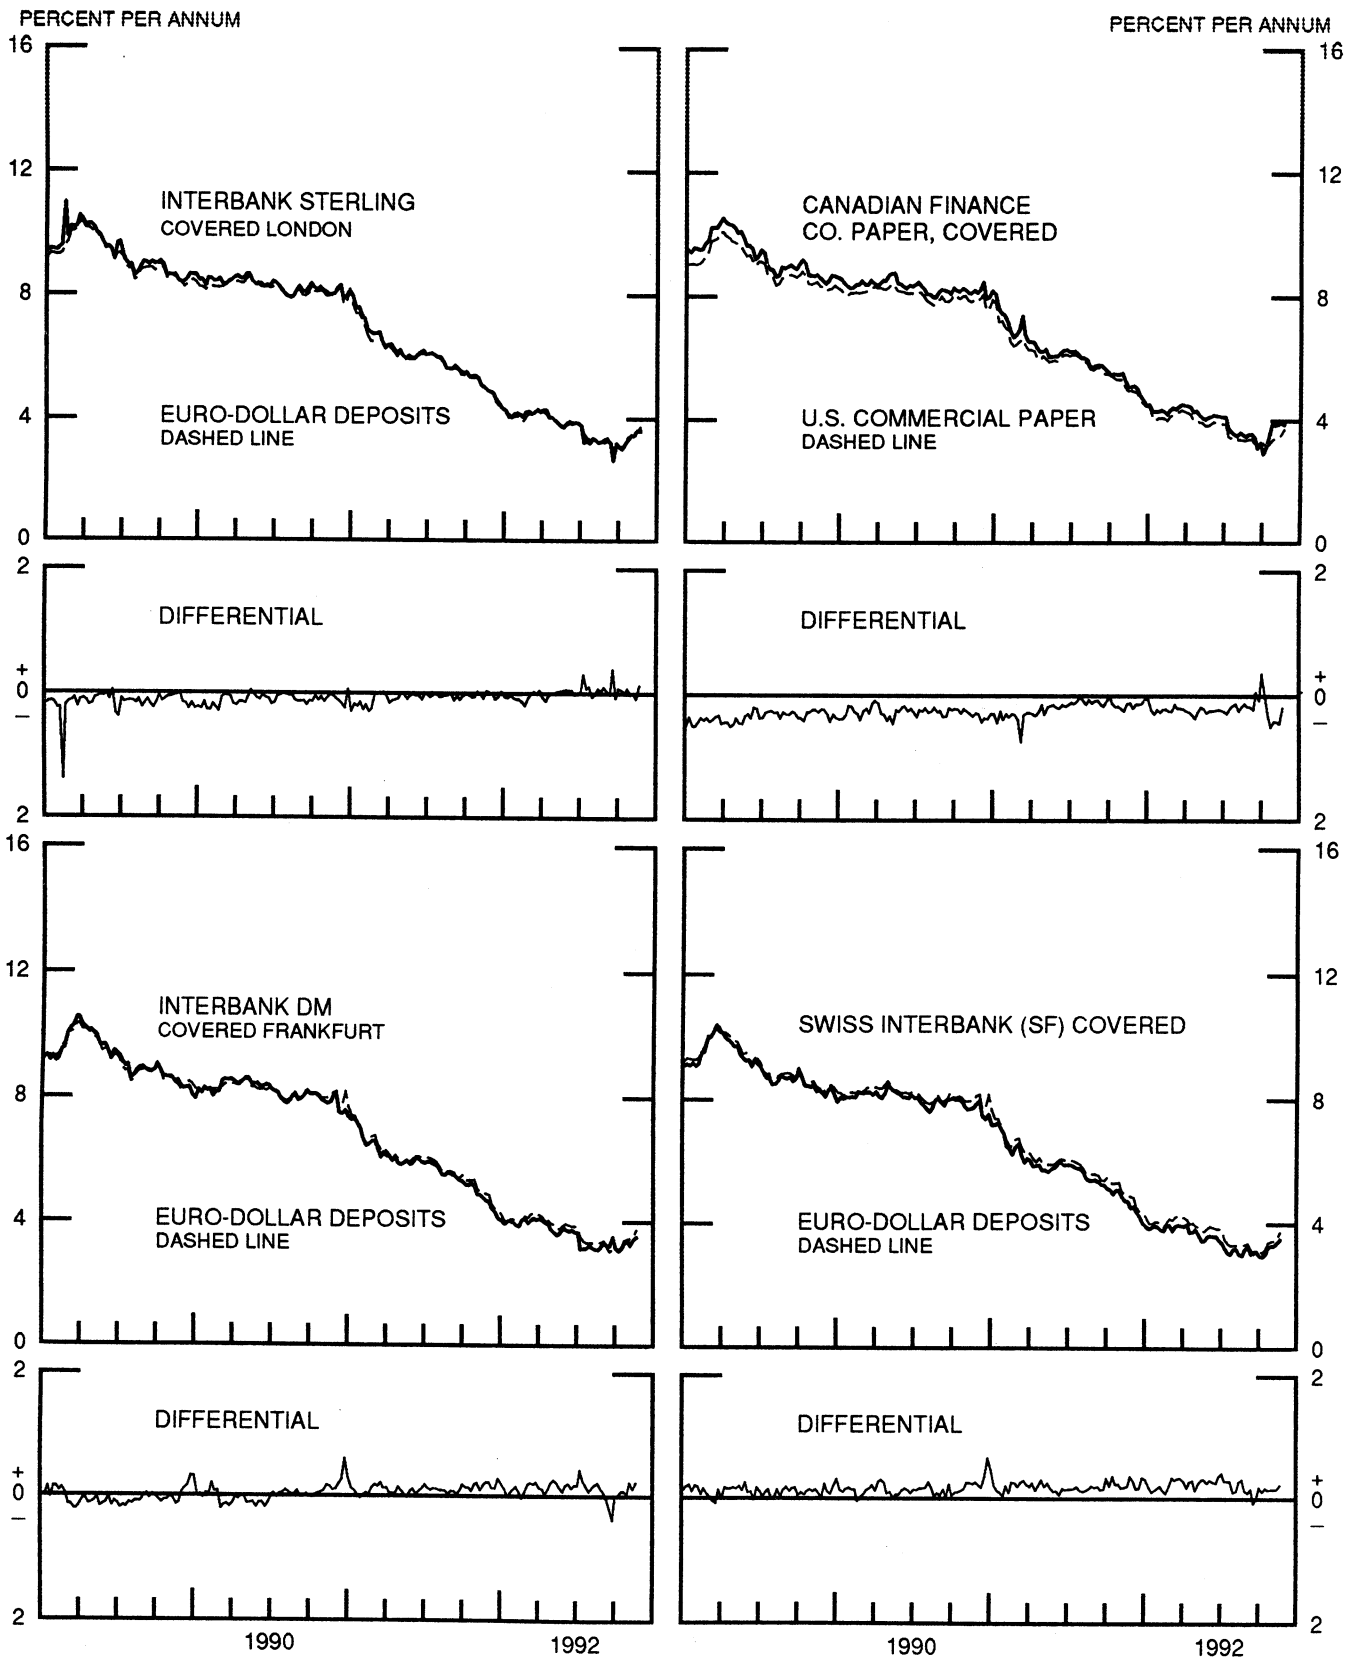 PERCENT PER ANNUM
PERCENT PER ANNUM
16
12
8
4
0
INTERBANK STERLING
COVERED LONDON
EURO-DOLLAR DEPOSITS
DASHED LINE
CANADIAN FINANCE
CO. PAPER, COVERED
U.S. COMMERCIAL PAPER
DASHED LINE
16
12
8
4
0
2
+
0
–
2
DIFFERENTIAL
DIFFERENTIAL
2
+
0
–
2
16
12
8
4
0
INTERBANK DM
COVERED FRANKFURT
EURO-DOLLAR DEPOSITS
DASHED LINE
SWISS INTERBANK (SF) COVERED
EURO-DOLLAR DEPOSITS
DASHED LINE
16
12
8
4
0
2
+
0
–
2
DIFFERENTIAL
DIFFERENTIAL
2
+
0
–
2
1990 1992
1990 1992